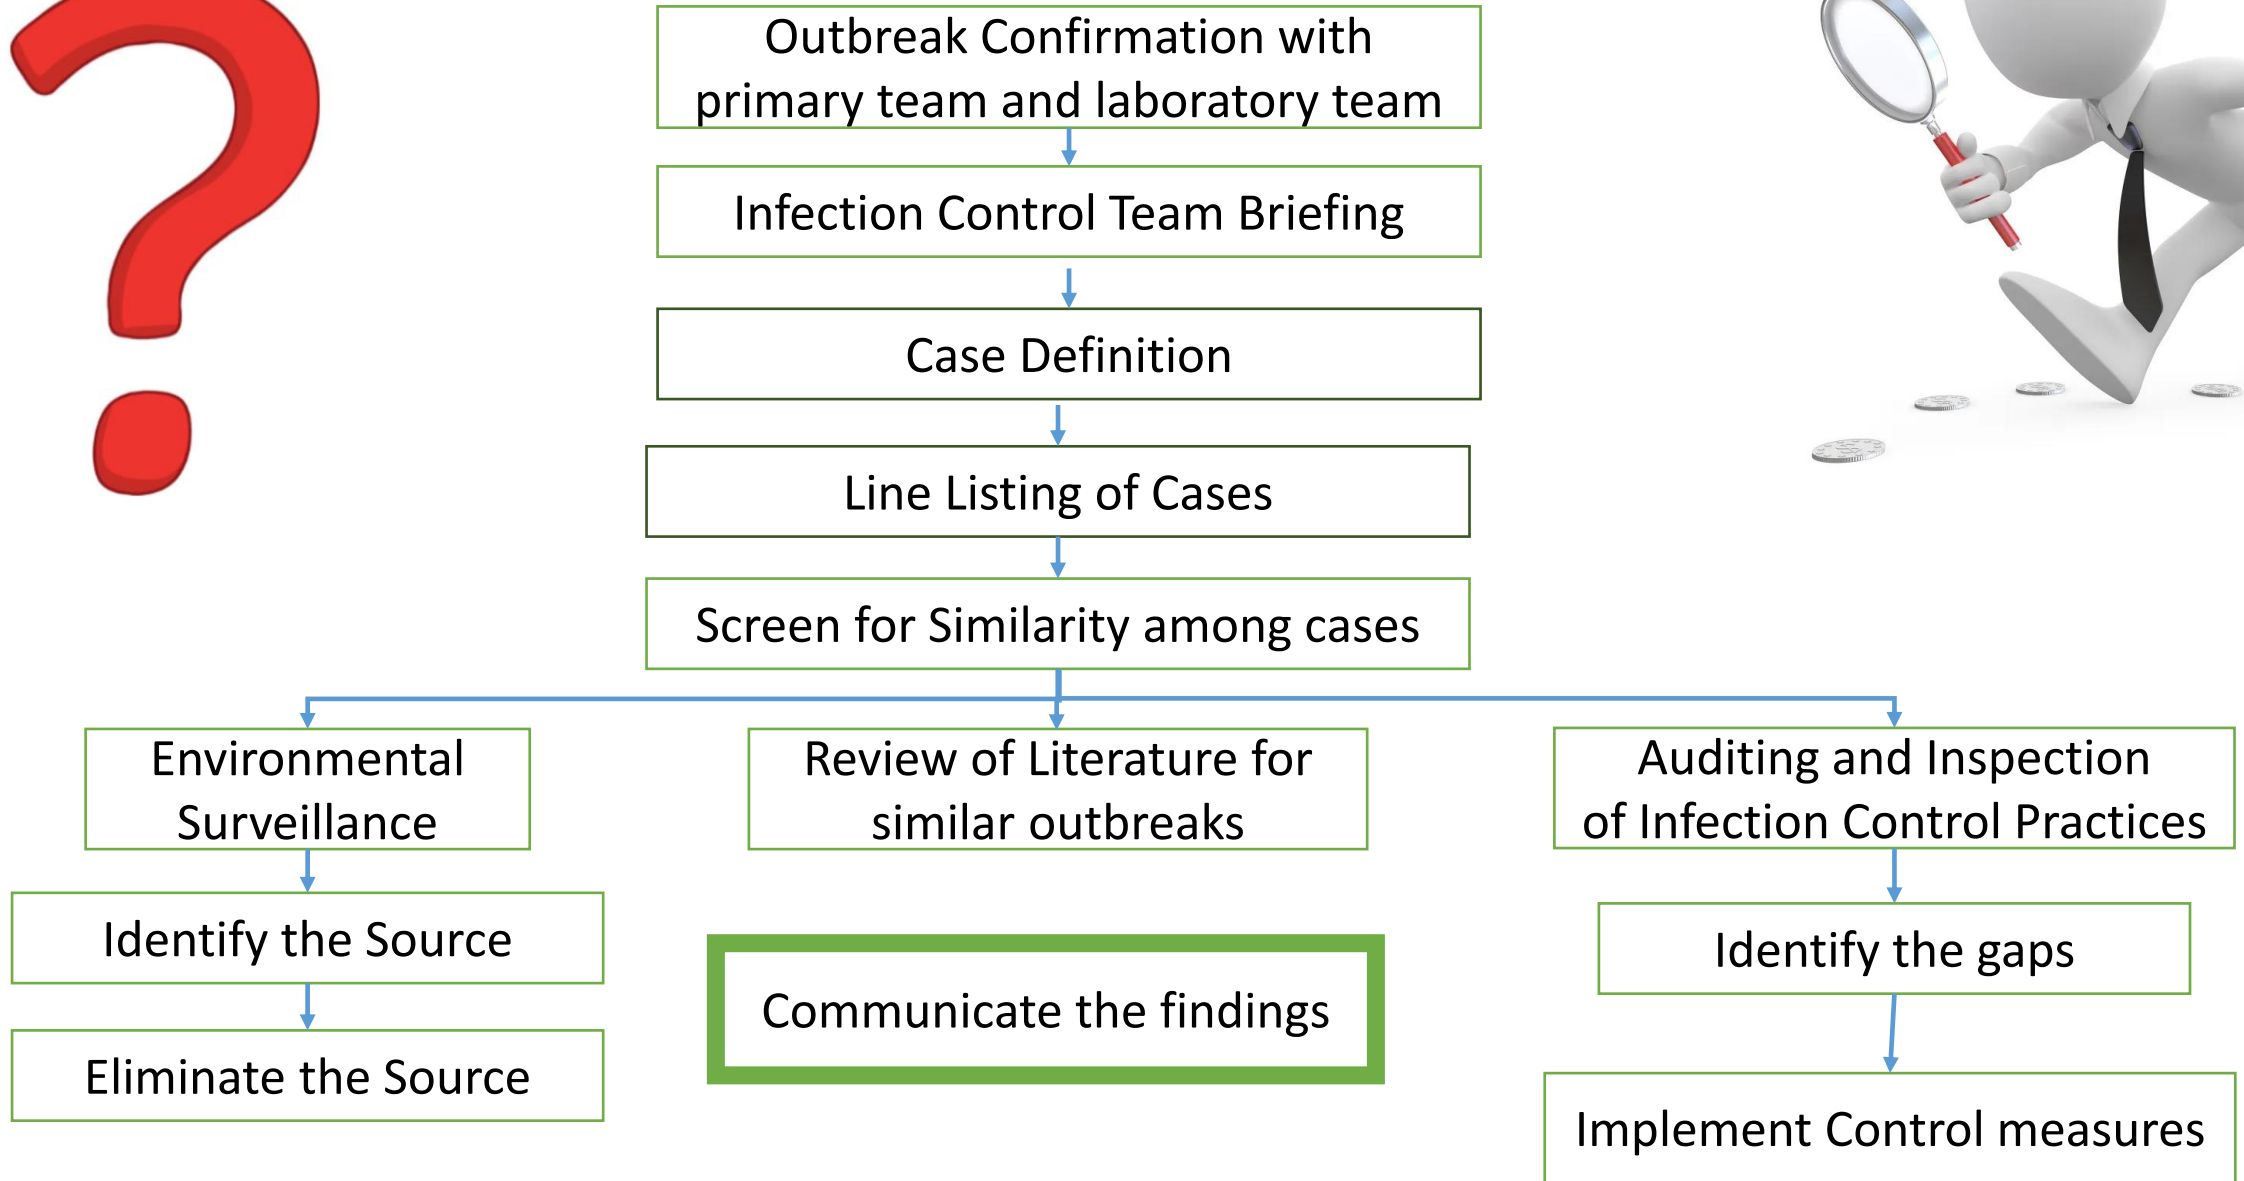 Outbreak Confirmation with
primary team and laboratory team
Infection Control Team Briefing
Case Definition
Line Listing of Cases
Screen for Similarity among cases
Environmental
Surveillance
Review of Literature for
similar outbreaks
Auditing and Inspection
of Infection Control Practices
Identify the Source
Identify the gaps
Communicate the findings
Eliminate the Source
Implement Control measures